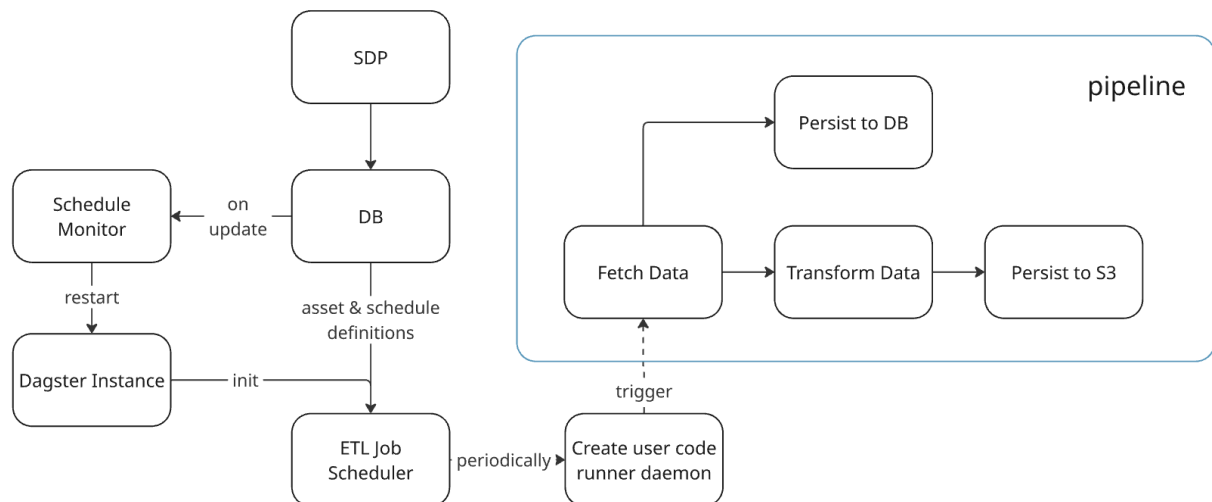 SDP
pipeline
Persist to DB
Schedule
Monitor
on
update
DB
Fetch Data
Transform Data
Persist to S3
restart
asset & schedule
definitions
Dagster Instance
init
trigger
ETL Job
Scheduler
periodically
Create user code
runner daemon